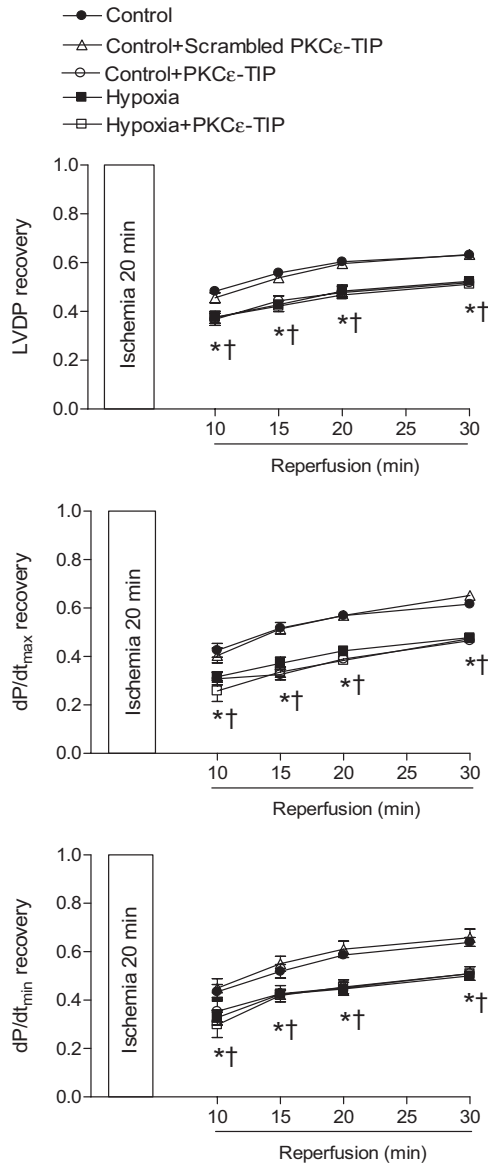 Control
Control+Scrambled PKCε-TIP
Control+PKCε-TIP
Hypoxia
Hypoxia+PKCε-TIP
1.0
0.8
0.6
0.4
0.2
0.0
LVDP recovery
Ischemia 20 min
*† *† *† *†
10 15 20 25 30
Reperfusion (min)
1.0
0.8
0.6
0.4
0.2
0.0
dP/dtmax recovery
Ischemia 20 min
*† *† *† *†
10 15 20 25 30
Reperfusion (min)
1.0
0.8
0.6
0.4
0.2
0.0
dP/dtmin recovery
Ischemia 20 min
*† *† *† *†
10 15 20 25 30
Reperfusion (min)